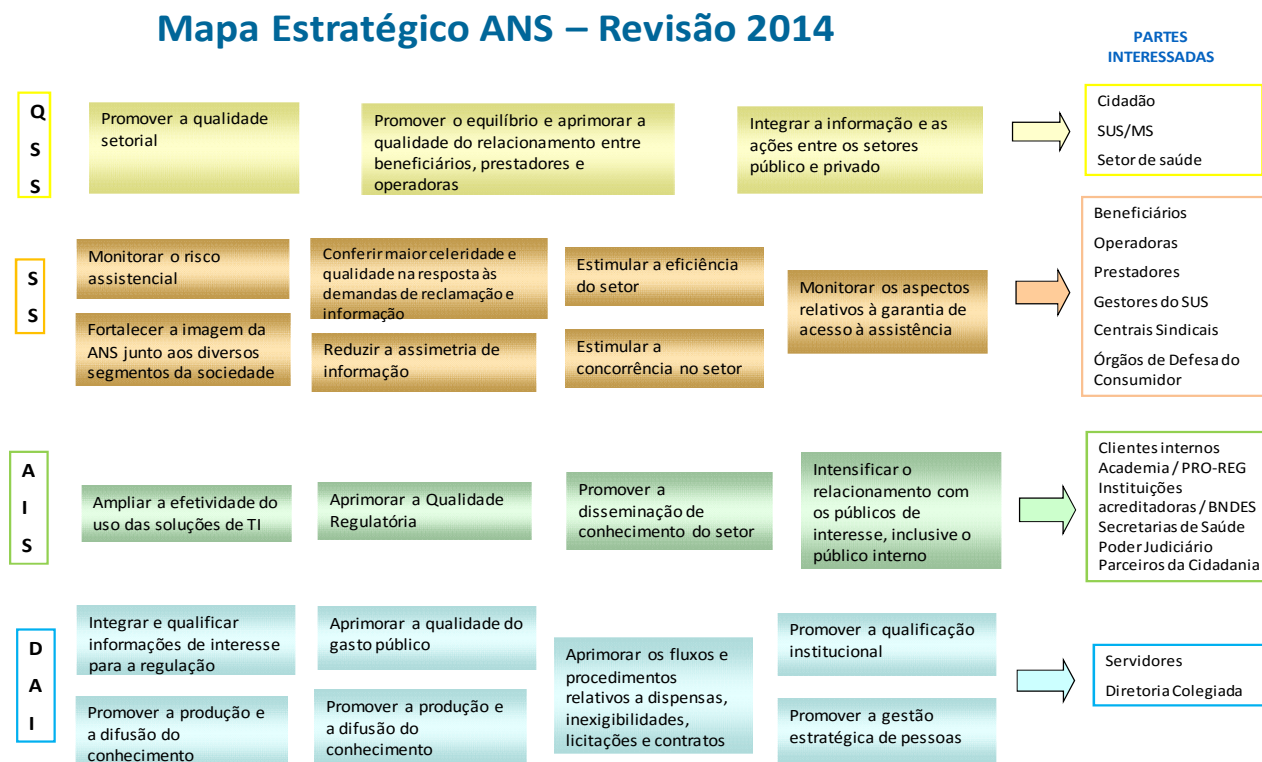 Mapa Estratégico ANS – Revisão 2014
PARTES
INTERESSADAS
Q
S
S
Promover a qualidade
setorial
Promover o equilíbrio e aprimorar a
qualidade do relacionamento entre
beneficiários, prestadores e
operadoras
Integrar a informação e as
ações entre os setores
público e privado
Cidadão
SUS/MS
Setor de saúde
S
S
Monitorar o risco
assistencial
Conferir maior celeridade e
qualidade na resposta às
demandas de reclamação e
informação
Estimular a eficiência
do setor
Monitorar os aspectos
relativos à garantia de
acesso à assistência
Fortalecer a imagem da
ANS junto aos diversos
segmentos da sociedade
Reduzir a assimetria de
informação
Estimular a
concorrência no setor
Beneficiários
Operadoras
Prestadores
Gestores do SUS
Centrais Sindicais
Órgãos de Defesa do
Consumidor
A
I
S
Ampliar a efetividade do
uso das soluções de TI
Aprimorar a Qualidade
Regulatória
Promover a
disseminação de
conhecimento do setor
Intensificar o
relacionamento com
os públicos de
interesse, inclusive o
público interno
Clientes internos
Academia / PRO-REG
Instituições
acreditadoras / BNDES
Secretarias de Saúde
Poder Judiciário
Parceiros da Cidadania
D
A
I
Integrar e qualificar
informações de interesse
para a regulação
Aprimorar a qualidade do
gasto público
Aprimorar os fluxos e
procedimentos
relativos a dispensas,
inexigibilidades,
licitações e contratos
Promover a qualificação
institucional
Promover a produção e
a difusão do
conhecimento
Promover a produção e
a difusão do
conhecimento
Promover a gestão
estratégica de pessoas
Servidores
Diretoria Colegiada